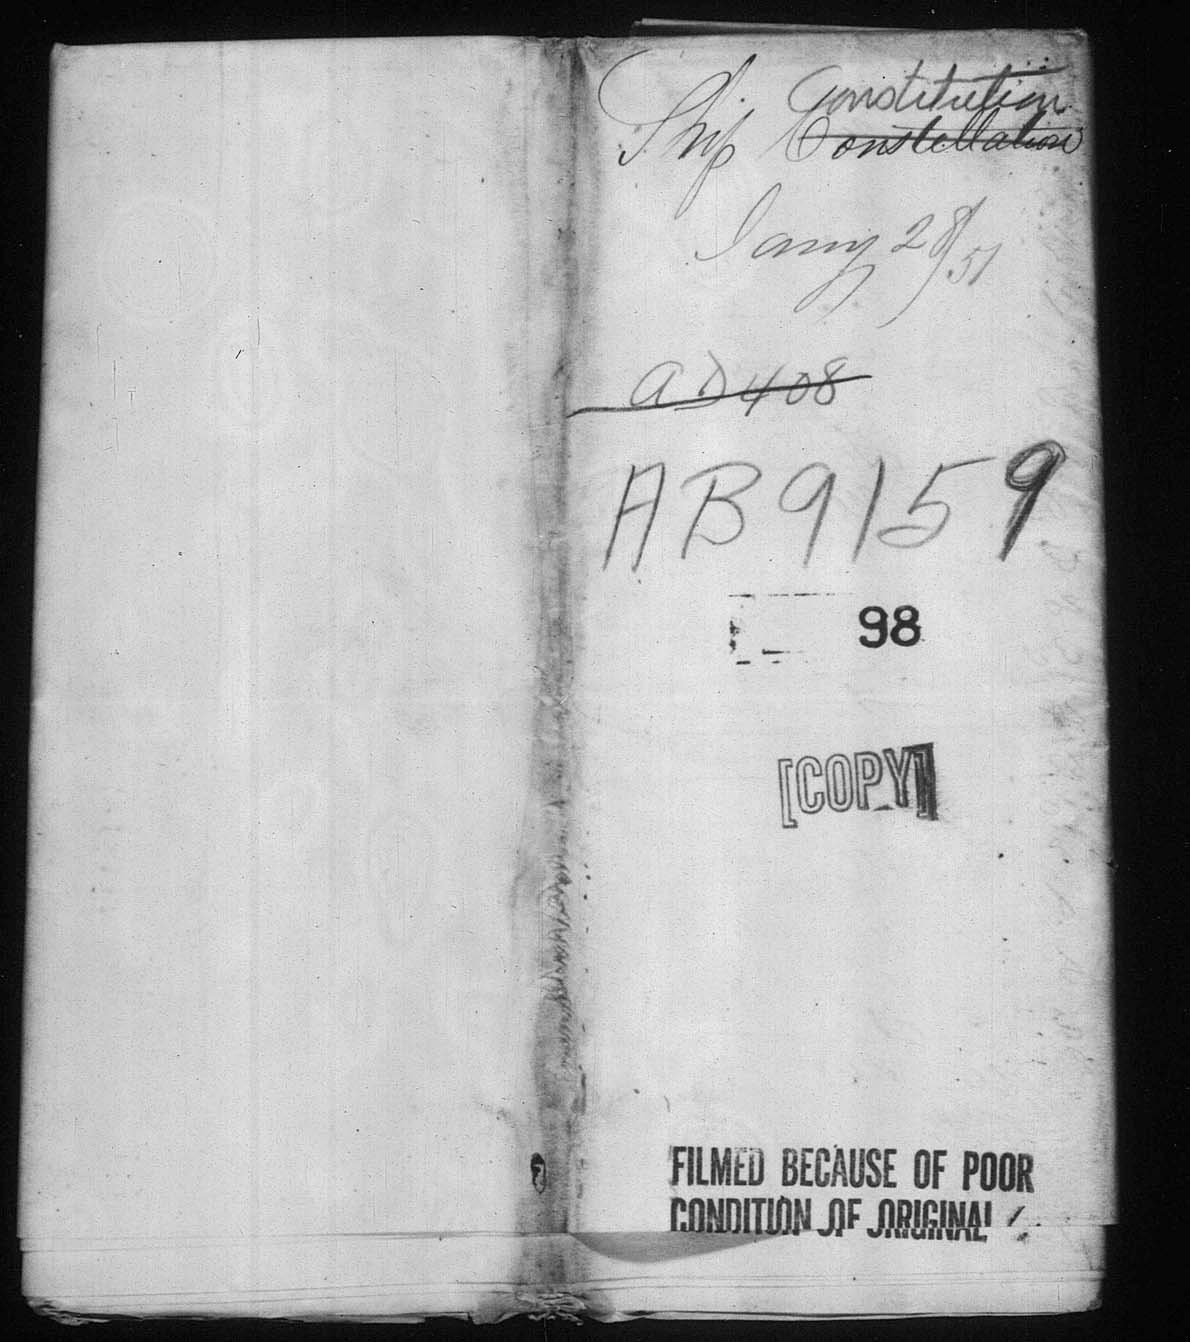 Constitution
Ship Constellation
Jany 28/51
AD408
AB9159
98
[COPY]
FILMED BECAUSE OF POOR
CONDITION OF ORIGINAL